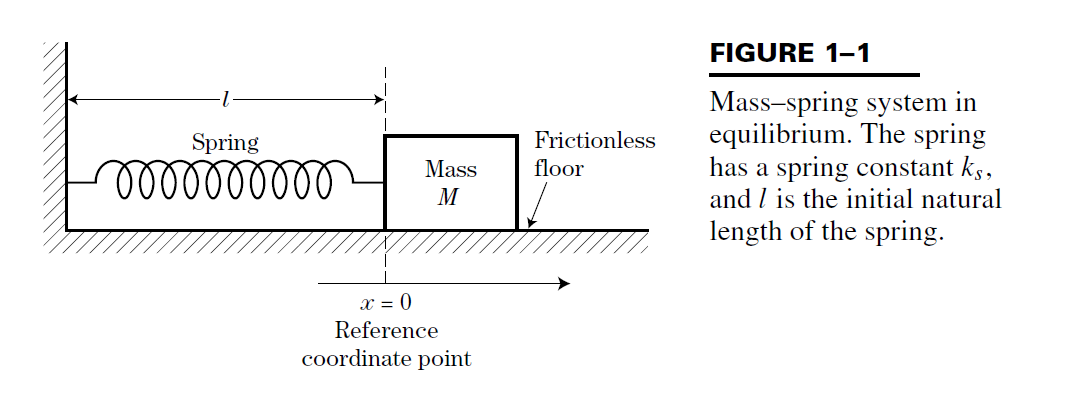 l
Spring
Mass
M
Frictionless
floor
x = 0
Reference
coordinate point
FIGURE 1–1
Mass–spring system in
equilibrium. The spring
has a spring constant kₛ,
and l is the initial natural
length of the spring.